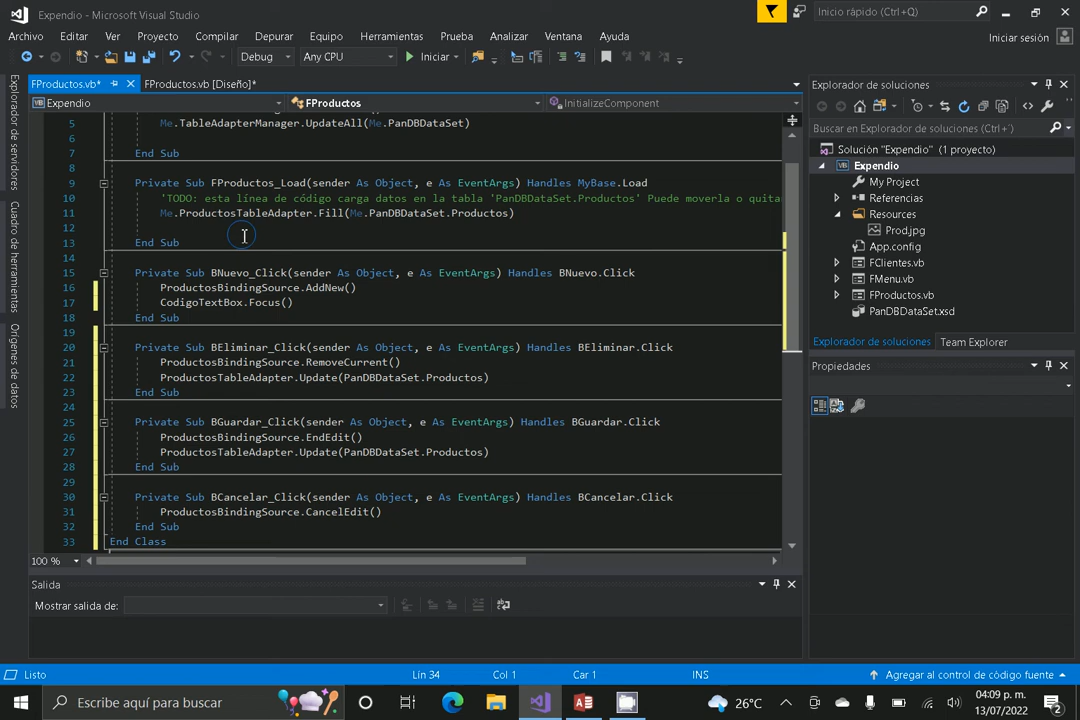 Expendio - Microsoft Visual Studio
Inicio rápido (Ctrl+Q)
Archivo Editar Ver Proyecto Compilar Depurar Equipo Herramientas Prueba Analizar Ventana Ayuda
Iniciar sesión
Debug Any CPU Iniciar
FProductos.vb* FProductos.vb [Diseño]*
Explorador de soluciones
Expendio FProductos InitializeComponent
Buscar en Explorador de soluciones (Ctrl+')
Solución "Expendio" (1 proyecto)
Expendio
My Project
Referencias
Resources
Prod.jpg
App.config
FClientes.vb
FMenu.vb
FProductos.vb
PanDBDataSet.xsd
Explorador de soluciones Team Explorer
Propiedades
Explorador de servidores
Cuadro de herramientas
Orígenes de datos
5 Me.TableAdapterManager.UpdateAll(Me.PanDBDataSet)
6
7 End Sub
8
9 Private Sub FProductos_Load(sender As Object, e As EventArgs) Handles MyBase.Load
10 'TODO: esta línea de código carga datos en la tabla 'PanDBDataSet.Productos' Puede moverla o quita
11 Me.ProductosTableAdapter.Fill(Me.PanDBDataSet.Productos)
12
13 End Sub
14
15 Private Sub BNuevo_Click(sender As Object, e As EventArgs) Handles BNuevo.Click
16 ProductosBindingSource.AddNew()
17 CodigoTextBox.Focus()
18 End Sub
19
20 Private Sub BEliminar_Click(sender As Object, e As EventArgs) Handles BEliminar.Click
21 ProductosBindingSource.RemoveCurrent()
22 ProductosTableAdapter.Update(PanDBDataSet.Productos)
23 End Sub
24
25 Private Sub BGuardar_Click(sender As Object, e As EventArgs) Handles BGuardar.Click
26 ProductosBindingSource.EndEdit()
27 ProductosTableAdapter.Update(PanDBDataSet.Productos)
28 End Sub
29
30 Private Sub BCancelar_Click(sender As Object, e As EventArgs) Handles BCancelar.Click
31 ProductosBindingSource.CancelEdit()
32 End Sub
33 End Class
100 %
Salida
Mostrar salida de:
Listo Lín 34 Col 1 Car 1 INS Agregar al control de código fuente
Escribe aquí para buscar
26°C
04:09 p. m.
13/07/2022
2